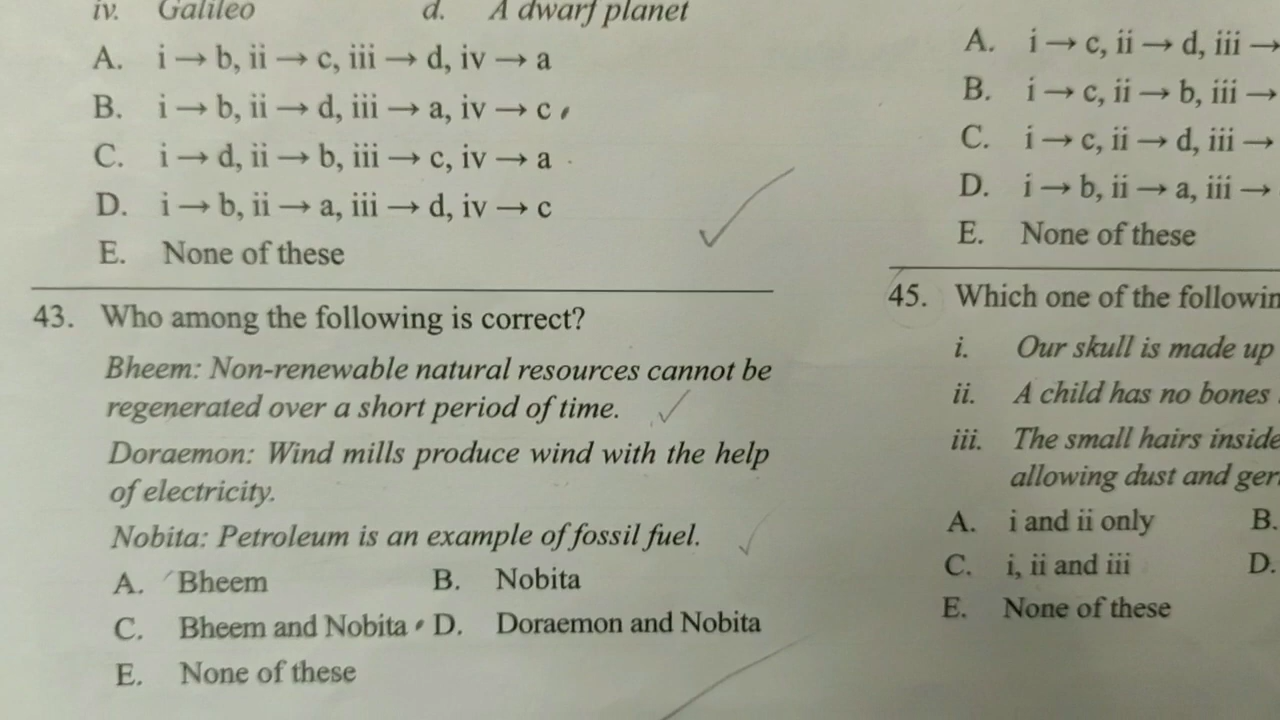 iv. Galileo d. A dwarf planet
A. i → b, ii → c, iii → d, iv → a
B. i → b, ii → d, iii → a, iv → c
C. i → d, ii → b, iii → c, iv → a
D. i → b, ii → a, iii → d, iv → c
E. None of these
43. Who among the following is correct?
Bheem: Non-renewable natural resources cannot be
regenerated over a short period of time.
Doraemon: Wind mills produce wind with the help
of electricity.
Nobita: Petroleum is an example of fossil fuel.
A. Bheem B. Nobita
C. Bheem and Nobita D. Doraemon and Nobita
E. None of these
A. i → c, ii → d, iii →
B. i → c, ii → b, iii →
C. i → c, ii → d, iii →
D. i → b, ii → a, iii →
E. None of these
45. Which one of the
i. Our skull is made up
ii. A child has no bones
iii. The small hairs inside
allowing dust and
A. i and ii only B.
C. i, ii and iii D.
E. None of these